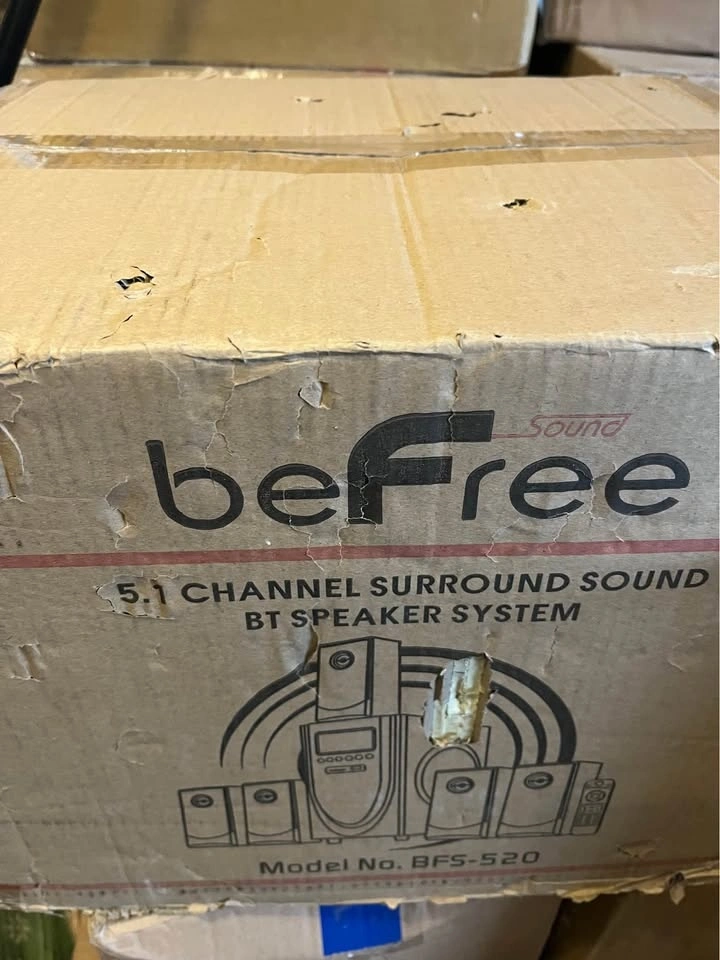 Sound
beFree
5.1 CHANNEL SURROUND SOUND
BT SPEAKER SYSTEM
Model No. BFS-520